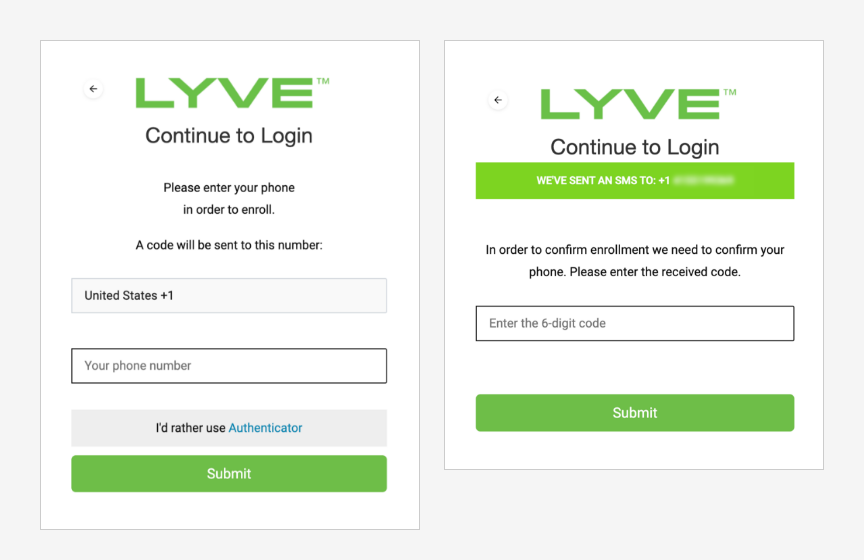 LYVE™
Continue to Login
Please enter your phone
in order to enroll.
A code will be sent to this number:
United States +1
Your phone number
I'd rather use Authenticator
Submit
LYVE™
Continue to Login
WE'VE SENT AN SMS TO: +1
In order to confirm enrollment we need to confirm your
phone. Please enter the received code.
Enter the 6-digit code
Submit